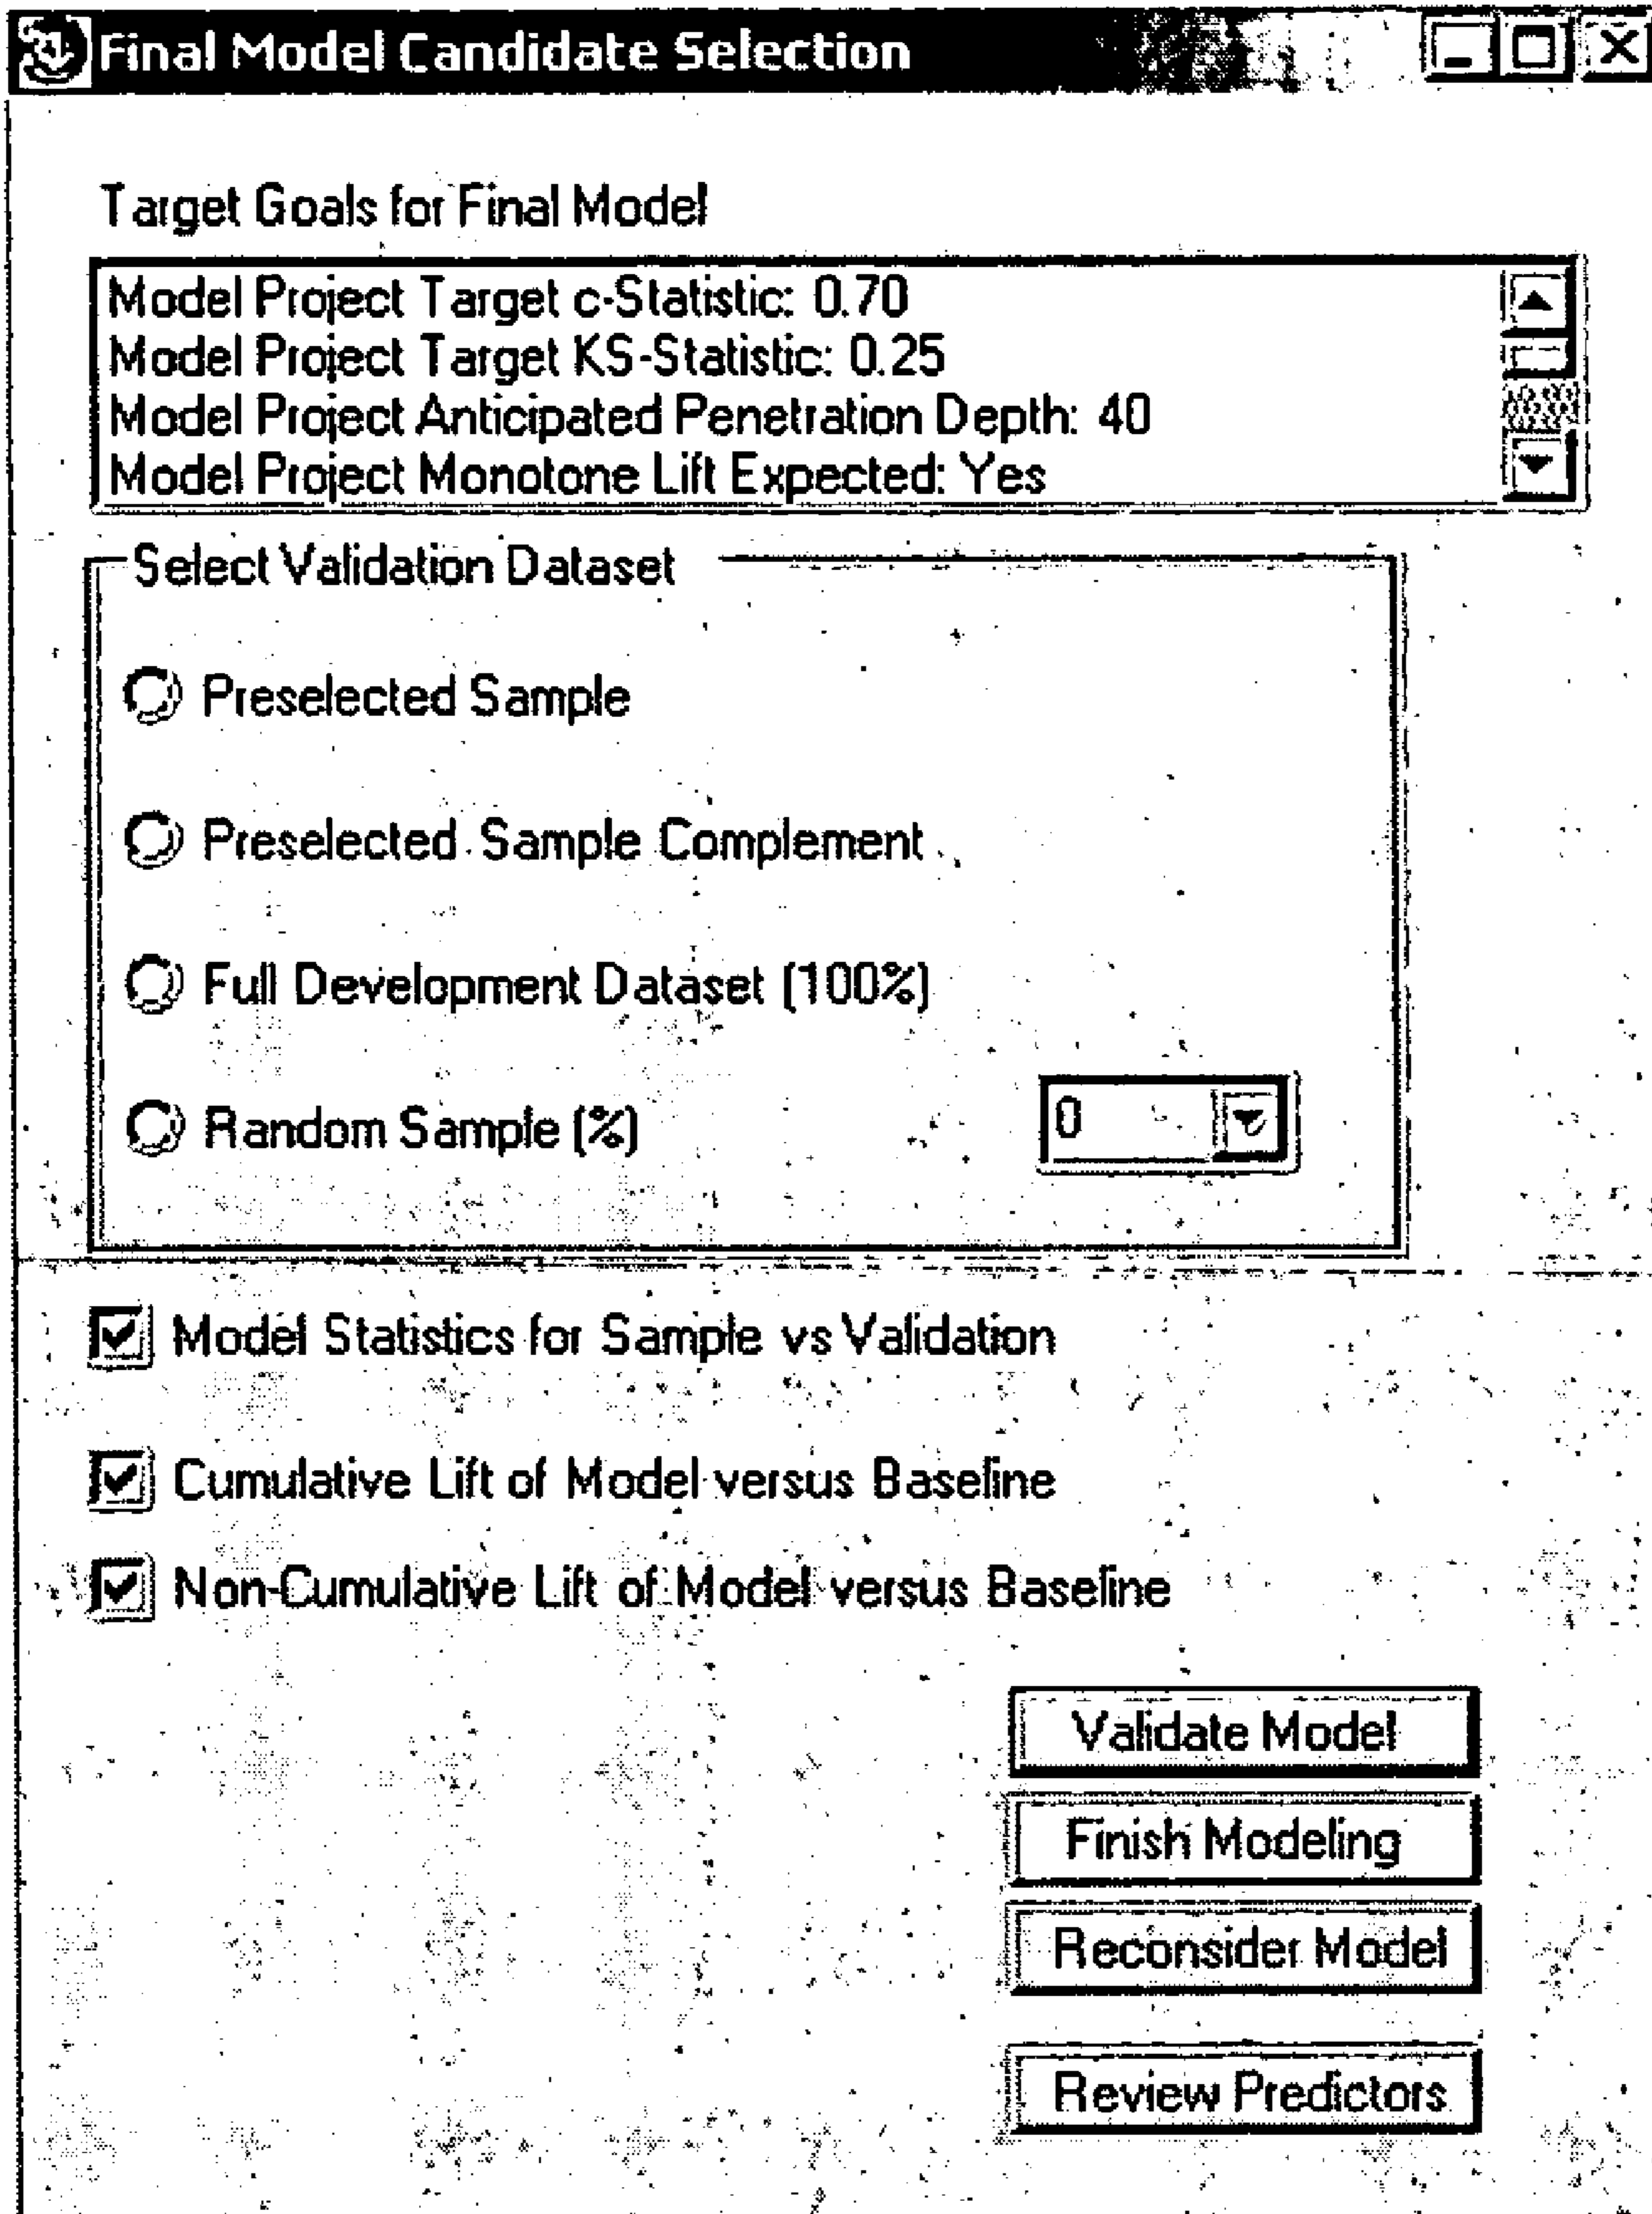 Final Model Candidate Selection
Target Goals for Final Model
Model Project Target c-Statistic: 0.70
Model Project Target KS-Statistic: 0.25
Model Project Anticipated Penetration Depth: 40
Model Project Monotone Lift Expected: Yes
Select Validation Dataset
Preselected Sample
Preselected Sample Complement
Full Development Dataset (100%)
Random Sample (%) 0
Model Statistics for Sample vs Validation
Cumulative Lift of Model versus Baseline
Non-Cumulative Lift of Model versus Baseline
Validate Model
Finish Modeling
Reconsider Model
Review Predictors